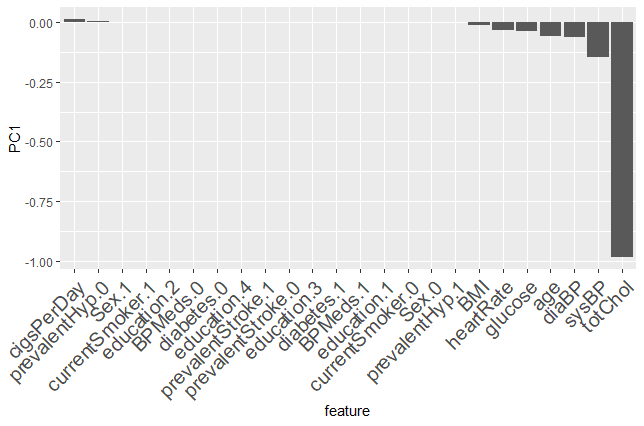 0.00
-0.25
-0.50
-0.75
-1.00
PC1
cigsPerDay
prevalentHyp.0
Sex.1
currentSmoker.1
education.2
BPMeds.0
diabetes.0
education.4
prevalentStroke.1
prevalentStroke.0
education.3
diabetes.1
BPMeds.1
education.1
currentSmoker.0
Sex.0
prevalentHyp.1
BMI
heartRate
glucose
age
diaBP
sysBP
totChol
feature